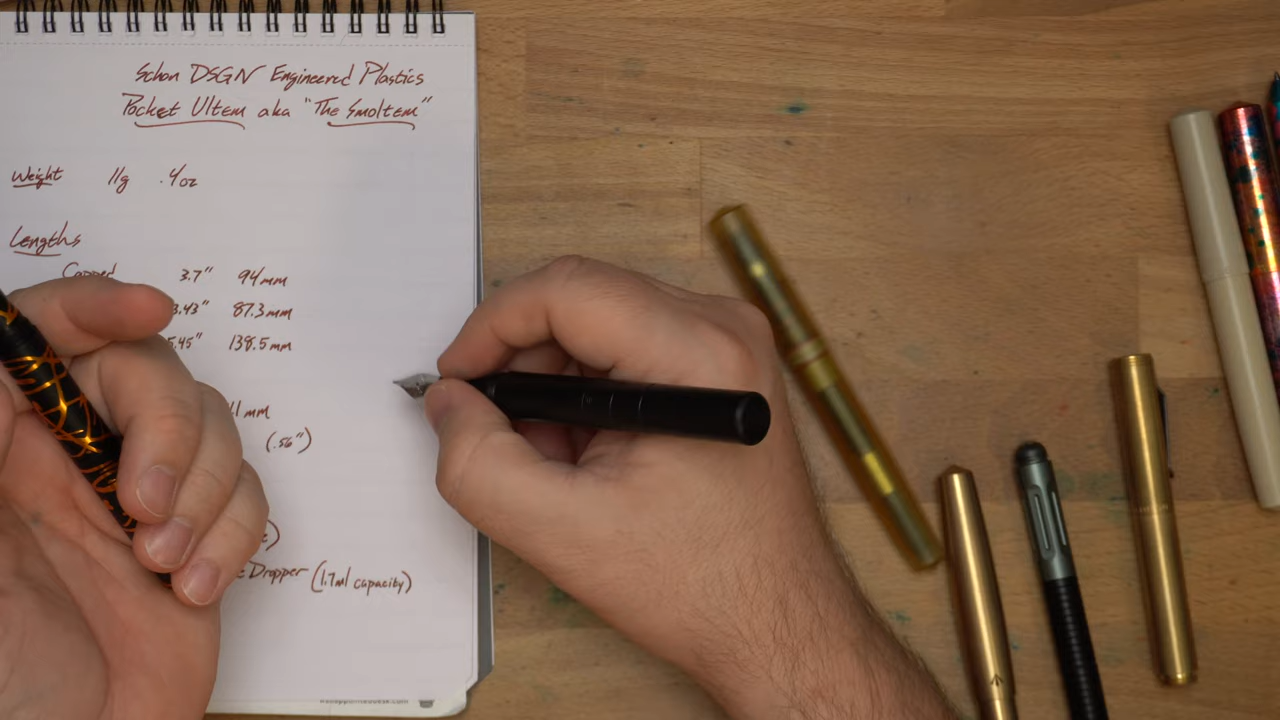 Schon DSGN Engineered Plastics
Pocket Ultem aka "The Smoltem"
Weight 11g .4oz
Lengths
Capped 3.7" 94mm
3.43" 87.3mm
5.45" 138.5mm
11mm
(.56")
Dropper (1.7ml capacity)